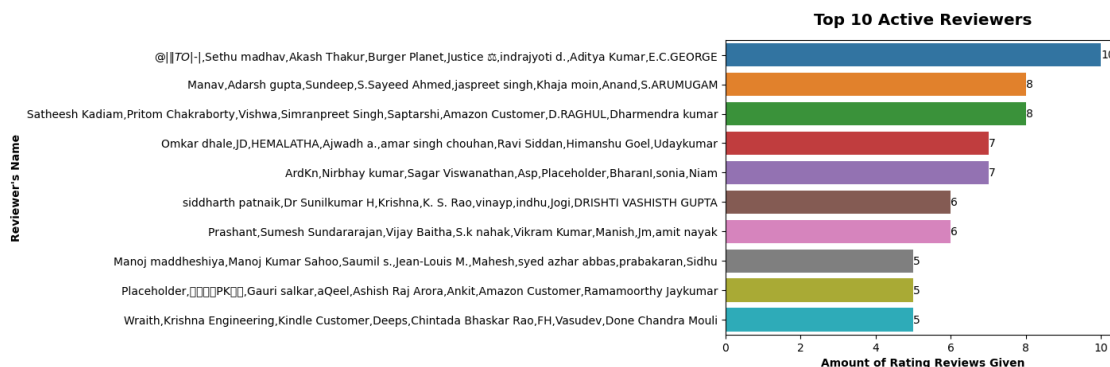 Top 10 Active Reviewers
@|‖TO|-|,Sethu madhav,Akash Thakur,Burger Planet,Justice ⚖,indrajyoti d.,Aditya Kumar,E.C.GEORGE
10
Manav,Adarsh gupta,Sundeep,S.Sayeed Ahmed,jaspreet singh,Khaja moin,Anand,S.ARUMUGAM
8
Satheesh Kadiam,Pritom Chakraborty,Vishwa,Simranpreet Singh,Saptarshi,Amazon Customer,D.RAGHUL,Dharmendra kumar
8
Omkar dhale,JD,HEMALATHA,Ajwadh a.,amar singh chouhan,Ravi Siddan,Himanshu Goel,Udaykumar
7
ArdKn,Nirbhay kumar,Sagar Viswanathan,Asp,Placeholder,BharanI,sonia,Niam
7
siddharth patnaik,Dr Sunilkumar H,Krishna,K. S. Rao,vinayp,indhu,Jogi,DRISHTI VASHISTH GUPTA
6
Prashant,Sumesh Sundararajan,Vijay Baitha,S.k nahak,Vikram Kumar,Manish,Jm,amit nayak
6
Manoj maddheshiya,Manoj Kumar Sahoo,Saumil s.,Jean-Louis M.,Mahesh,syed azhar abbas,prabakaran,Sidhu
5
Placeholder,▯▯▯▯PK▯▯,Gauri salkar,aQeel,Ashish Raj Arora,Ankit,Amazon Customer,Ramamoorthy Jaykumar
5
Wraith,Krishna Engineering,Kindle Customer,Deeps,Chintada Bhaskar Rao,FH,Vasudev,Done Chandra Mouli
5
Reviewer's Name
0 2 4 6 8 10
Amount of Rating Reviews Given